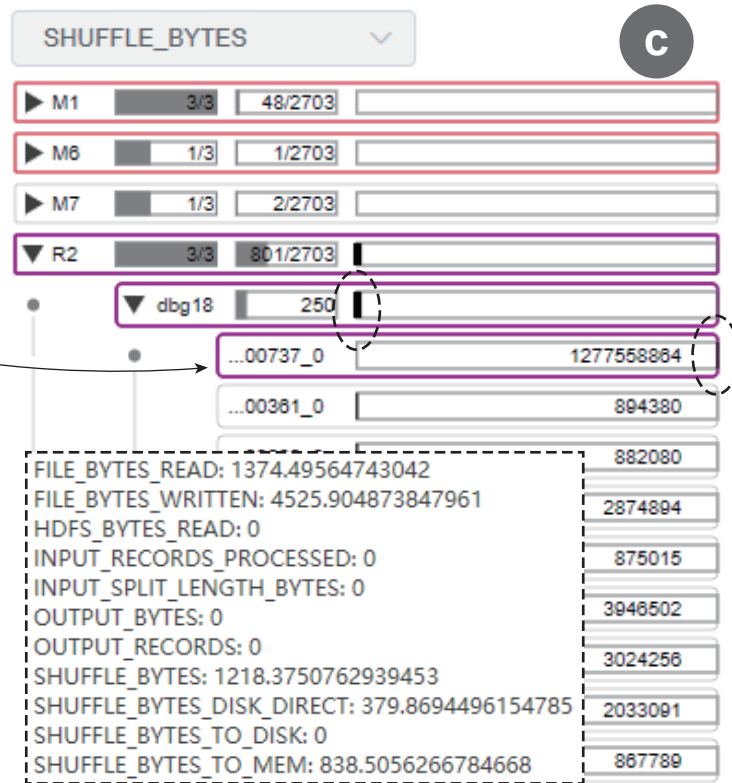 SHUFFLE_BYTES
C
M1 3/3 48/2703
M6 1/3 1/2703
M7 1/3 2/2703
R2 3/3 801/2703
dbg18 250
...00737_0 1277558864
...00361_0 894380
882080
2874894
875015
3946502
3024256
2033091
867789
FILE_BYTES_READ: 1374.49564743042
FILE_BYTES_WRITTEN: 4525.904873847961
HDFS_BYTES_READ: 0
INPUT_RECORDS_PROCESSED: 0
INPUT_SPLIT_LENGTH_BYTES: 0
OUTPUT_BYTES: 0
OUTPUT_RECORDS: 0
SHUFFLE_BYTES: 1218.3750762939453
SHUFFLE_BYTES_DISK_DIRECT: 379.8694496154785
SHUFFLE_BYTES_TO_DISK: 0
SHUFFLE_BYTES_TO_MEM: 838.5056266784668